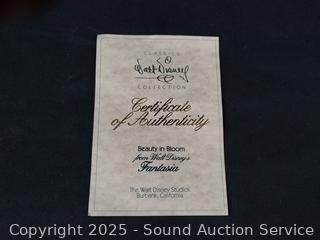 CLASSICS
Walt Disney
COLLECTION
Certificate
of Authenticity
Beauty in Bloom
from Walt Disney's
Fantasia
The Walt Disney Studios
Burbank, California
Copyright 2025 - Sound Auction Service